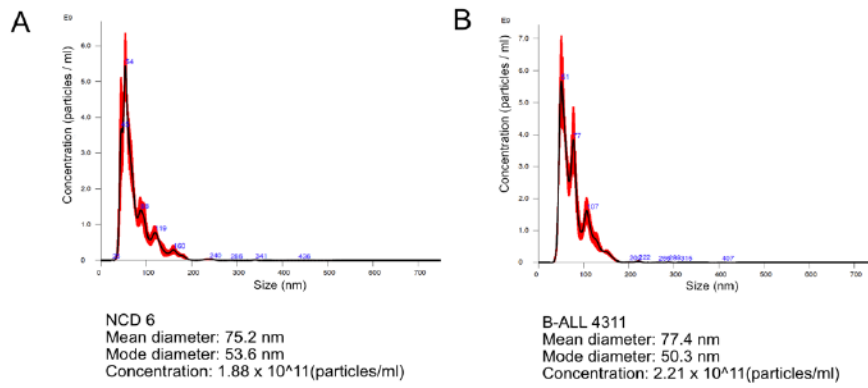 A
E9
Concentration (particles / ml)
6.0
5.0
4.0
3.0
2.0
1.0
0
54
119
160
240
286
341
436
0 100 200 300 400 500 600 700
Size (nm)
NCD 6
Mean diameter: 75.2 nm
Mode diameter: 53.6 nm
Concentration: 1.88 x 10^11(particles/ml)
B
E9
Concentration (particles / ml)
7.0
6.0
5.0
4.0
3.0
2.0
1.0
0
51
77
107
222
407
0 100 200 300 400 500 600 700
Size (nm)
B-ALL 4311
Mean diameter: 77.4 nm
Mode diameter: 50.3 nm
Concentration: 2.21 x 10^11(particles/ml)